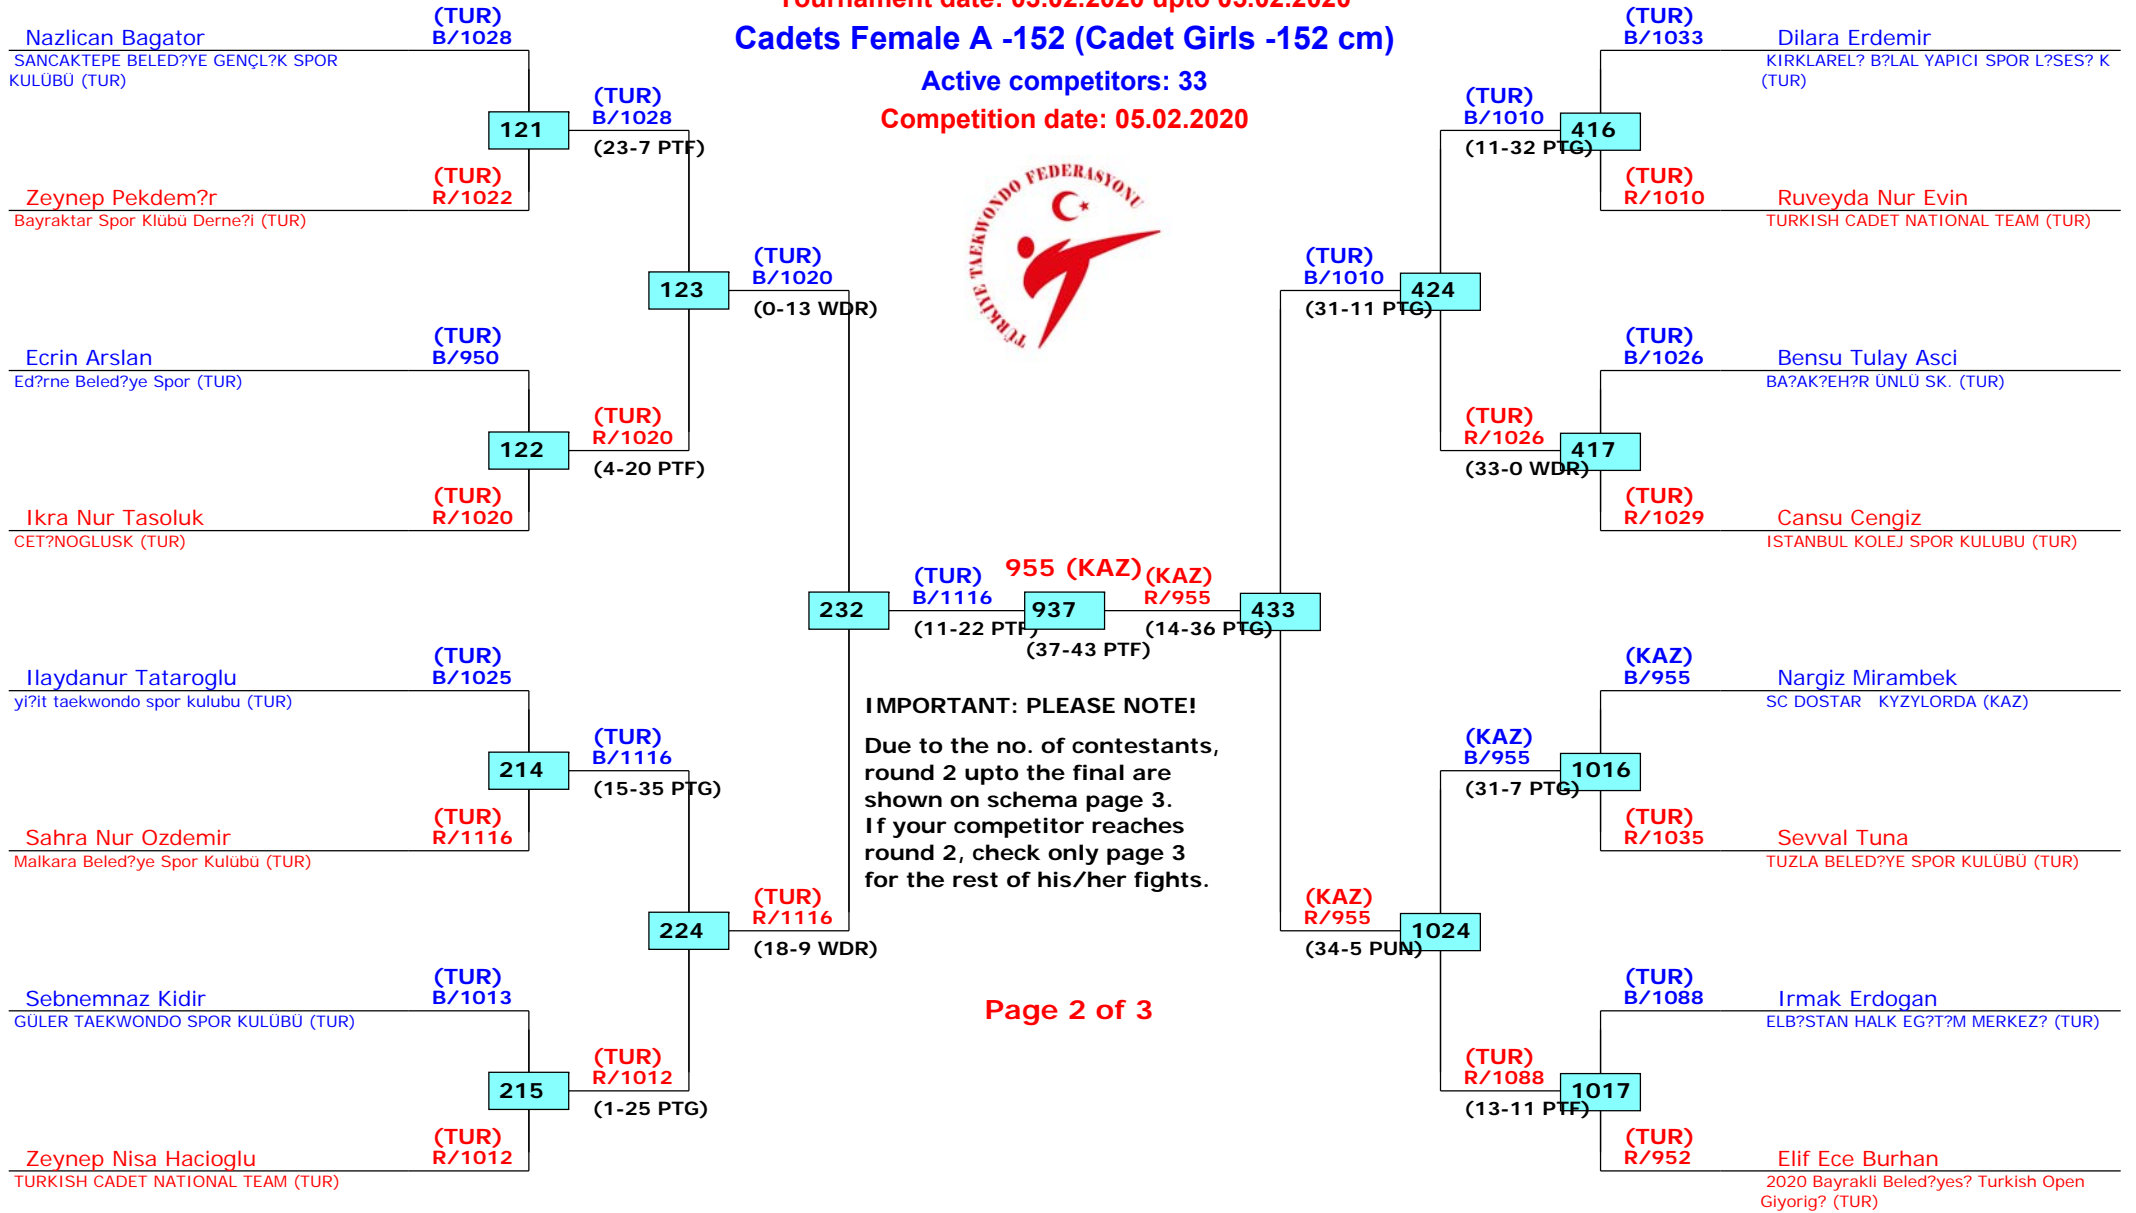 Tournament date: 03.02.2020 upto 05.02.2020
Cadets Female A -152 (Cadet Girls -152 cm)
Active competitors: 33
Competition date: 05.02.2020
TÜRKİYE TAEKWONDO FEDERASYONU
Nazlican Bagator
(TUR)
B/1028
SANCAKTEPE BELED?YE GENÇL?K SPOR
KULÜBÜ (TUR)
121
(TUR)
B/1028
(23-7 PTF)
Zeynep Pekdem?r
(TUR)
R/1022
Bayraktar Spor Klübü Derne?i (TUR)
123
(TUR)
B/1020
(0-13 WDR)
Ecrin Arslan
(TUR)
B/950
Ed?rne Beled?ye Spor (TUR)
122
(TUR)
R/1020
(4-20 PTF)
Ikra Nur Tasoluk
(TUR)
R/1020
CET?NOGLUSK (TUR)
232
(TUR)
B/1116
(11-22 PTF)
955 (KAZ)
937
(37-43 PTF)
(KAZ)
R/955
(14-36 PTG)
433
Ilaydanur Tataroglu
(TUR)
B/1025
yi?it taekwondo spor kulubu (TUR)
214
(TUR)
B/1116
(15-35 PTG)
Sahra Nur Ozdemir
(TUR)
R/1116
Malkara Beled?ye Spor Kulübü (TUR)
224
(TUR)
R/1116
(18-9 WDR)
Sebnemnaz Kidir
(TUR)
B/1013
GÜLER TAEKWONDO SPOR KULÜBÜ (TUR)
215
(TUR)
R/1012
(1-25 PTG)
Zeynep Nisa Hacioglu
(TUR)
R/1012
TURKISH CADET NATIONAL TEAM (TUR)
IMPORTANT: PLEASE NOTE!
Due to the no. of contestants,
round 2 upto the final are
shown on schema page 3.
If your competitor reaches
round 2, check only page 3
for the rest of his/her fights.
Page 2 of 3
(TUR)
B/1033
Dilara Erdemir
KIRKLAREL? B?LAL YAPICI SPOR L?SES? K
(TUR)
(TUR)
B/1010
(11-32 PTG)
416
(TUR)
R/1010
Ruveyda Nur Evin
TURKISH CADET NATIONAL TEAM (TUR)
(TUR)
B/1010
(31-11 PTG)
424
(TUR)
B/1026
Bensu Tulay Asci
BA?AK?EH?R ÜNLÜ SK. (TUR)
(TUR)
R/1026
(33-0 WDR)
417
(TUR)
R/1029
Cansu Cengiz
ISTANBUL KOLEJ SPOR KULUBU (TUR)
(KAZ)
B/955
Nargiz Mirambek
SC DOSTAR KYZYLORDA (KAZ)
(KAZ)
B/955
(31-7 PTG)
1016
(TUR)
R/1035
Sevval Tuna
TUZLA BELED?YE SPOR KULÜBÜ (TUR)
(KAZ)
R/955
(34-5 PUN)
1024
(TUR)
B/1088
Irmak Erdogan
ELB?STAN HALK EG?T?M MERKEZ? (TUR)
(TUR)
R/1088
(13-11 PTF)
1017
(TUR)
R/952
Elif Ece Burhan
2020 Bayrakli Beled?yes? Turkish Open
Giyorig? (TUR)